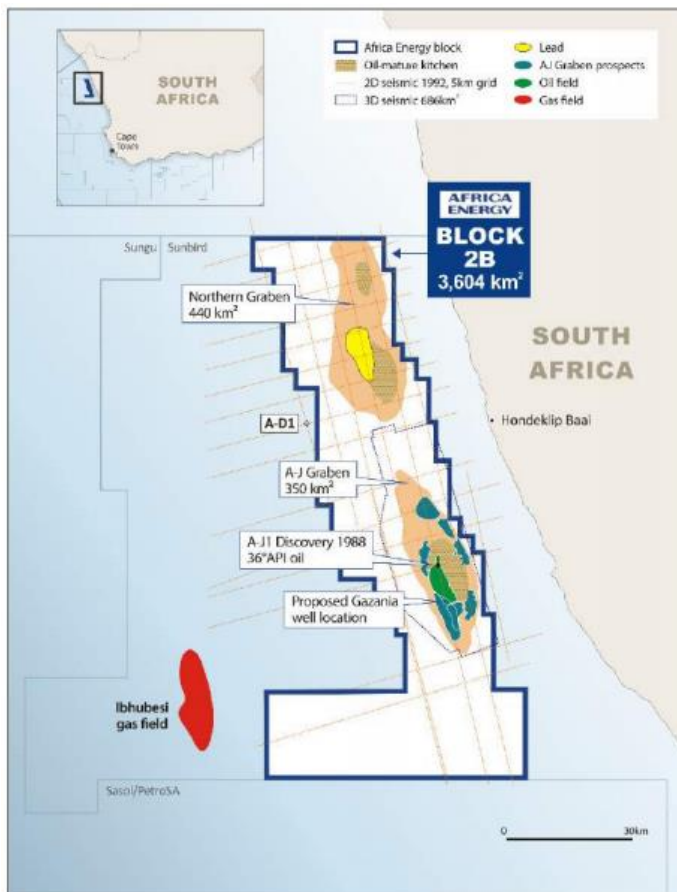 SOUTH
AFRICA
Cape
Town
Africa Energy block
Oil-mature kitchen
2D seismic 1992, 5km grid
3D seismic 686km²
Gas field
Lead
AJ Graben prospects
Oil field
AFRICA
ENERGY
BLOCK
2B
3,604 km²
Sungu
Sunbird
Northern Graben
440 km²
SOUTH
AFRICA
A-D1
Hondeklip Baai
A-J Graben
350 km²
A-J1 Discovery 1988
36°API oil
Proposed Gazania
well location
Ibhubesi
gas field
Sasol/PetroSA
0 30km